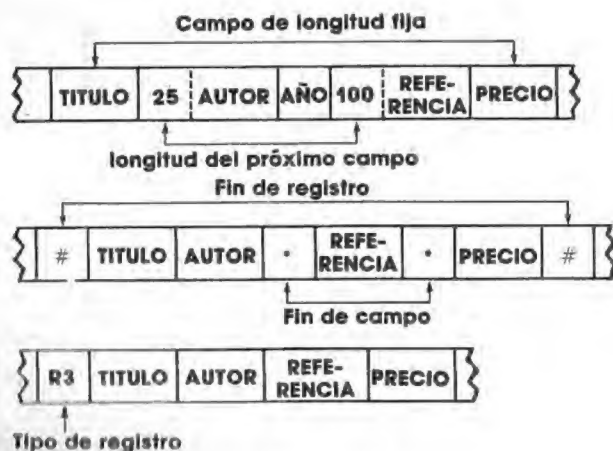 Campo de longitud fija
TITULO 25 AUTOR AÑO 100 REFE-
RENCIA PRECIO
longitud del próximo campo
Fin de registro
# TITULO AUTOR • REFE-
RENCIA • PRECIO #
Fin de campo
R3 TITULO AUTOR REFE-
RENCIA PRECIO
Tipo de registro